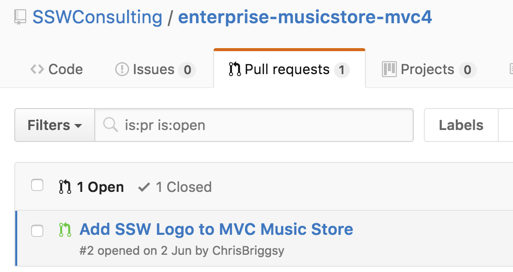 SSWConsulting / enterprise-musicstore-mvc4
<> Code Issues 0 Pull requests 1 Projects 0
Filters is:pr is:open Labels
1 Open 1 Closed
Add SSW Logo to MVC Music Store
#2 opened on 2 Jun by ChrisBriggsy